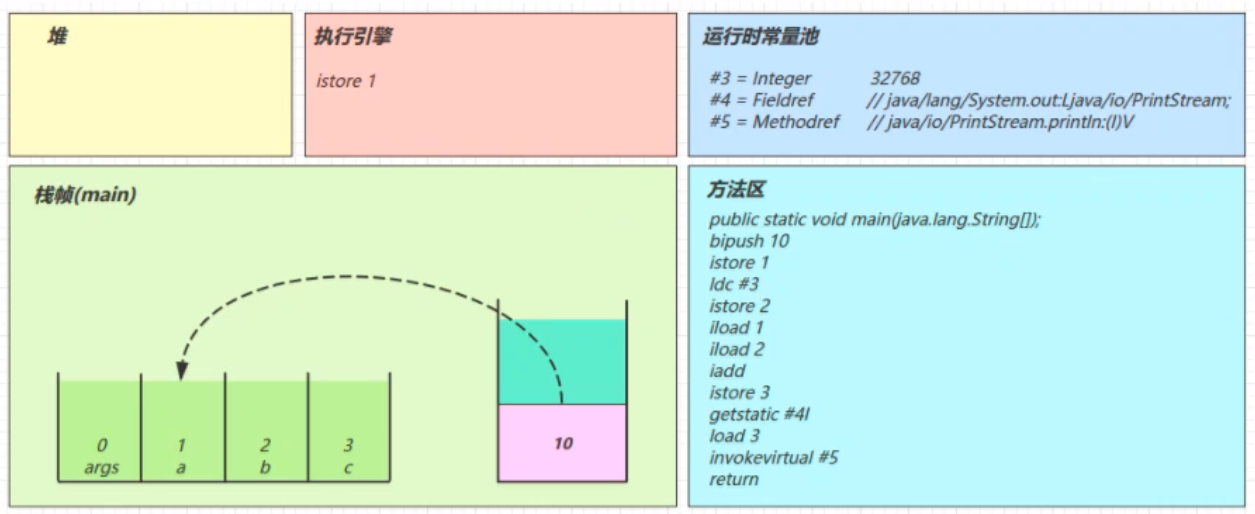 堆
执行引擎
istore 1
运行时常量池
#3 = Integer 32768
#4 = Fieldref // java/lang/System.out:Ljava/io/PrintStream;
#5 = Methodref // java/io/PrintStream.println:(I)V
栈帧(main)
0 1 2 3
args a b c
10
方法区
public static void main(java.lang.String[]);
bipush 10
istore 1
ldc #3
istore 2
iload 1
iload 2
iadd
istore 3
getstatic #4l
load 3
invokevirtual #5
return